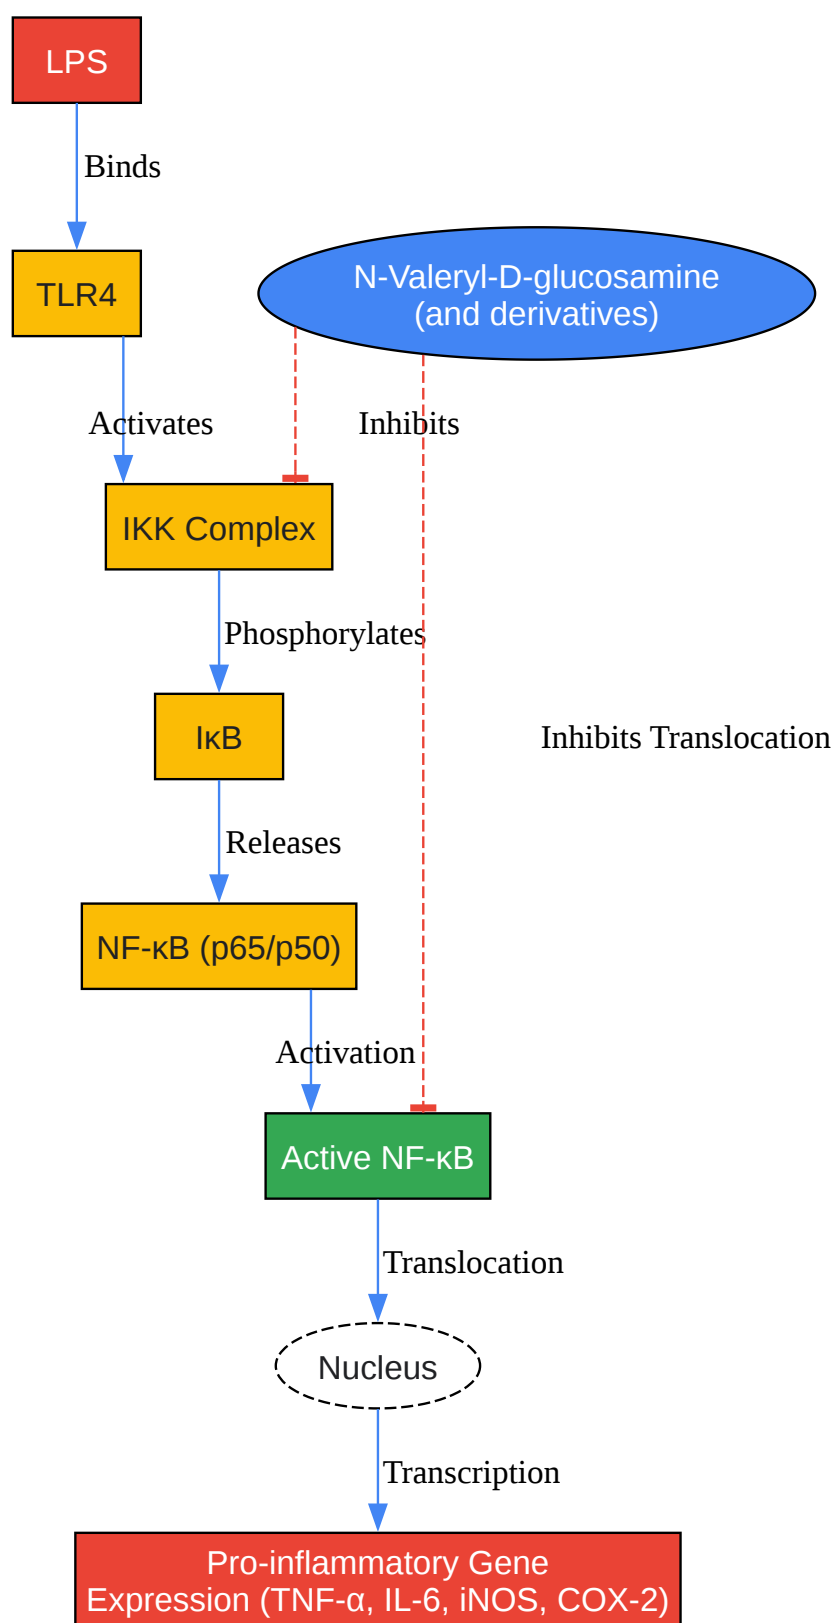 LPS
Binds
TLR4
N-Valeryl-D-glucosamine
(and derivatives)
Activates
Inhibits
IKK Complex
Phosphorylates
IκB
Inhibits Translocation
Releases
NF-κB (p65/p50)
Activation
Active NF-κB
Translocation
Nucleus
Transcription
Pro-inflammatory Gene
Expression (TNF-α, IL-6, iNOS, COX-2)